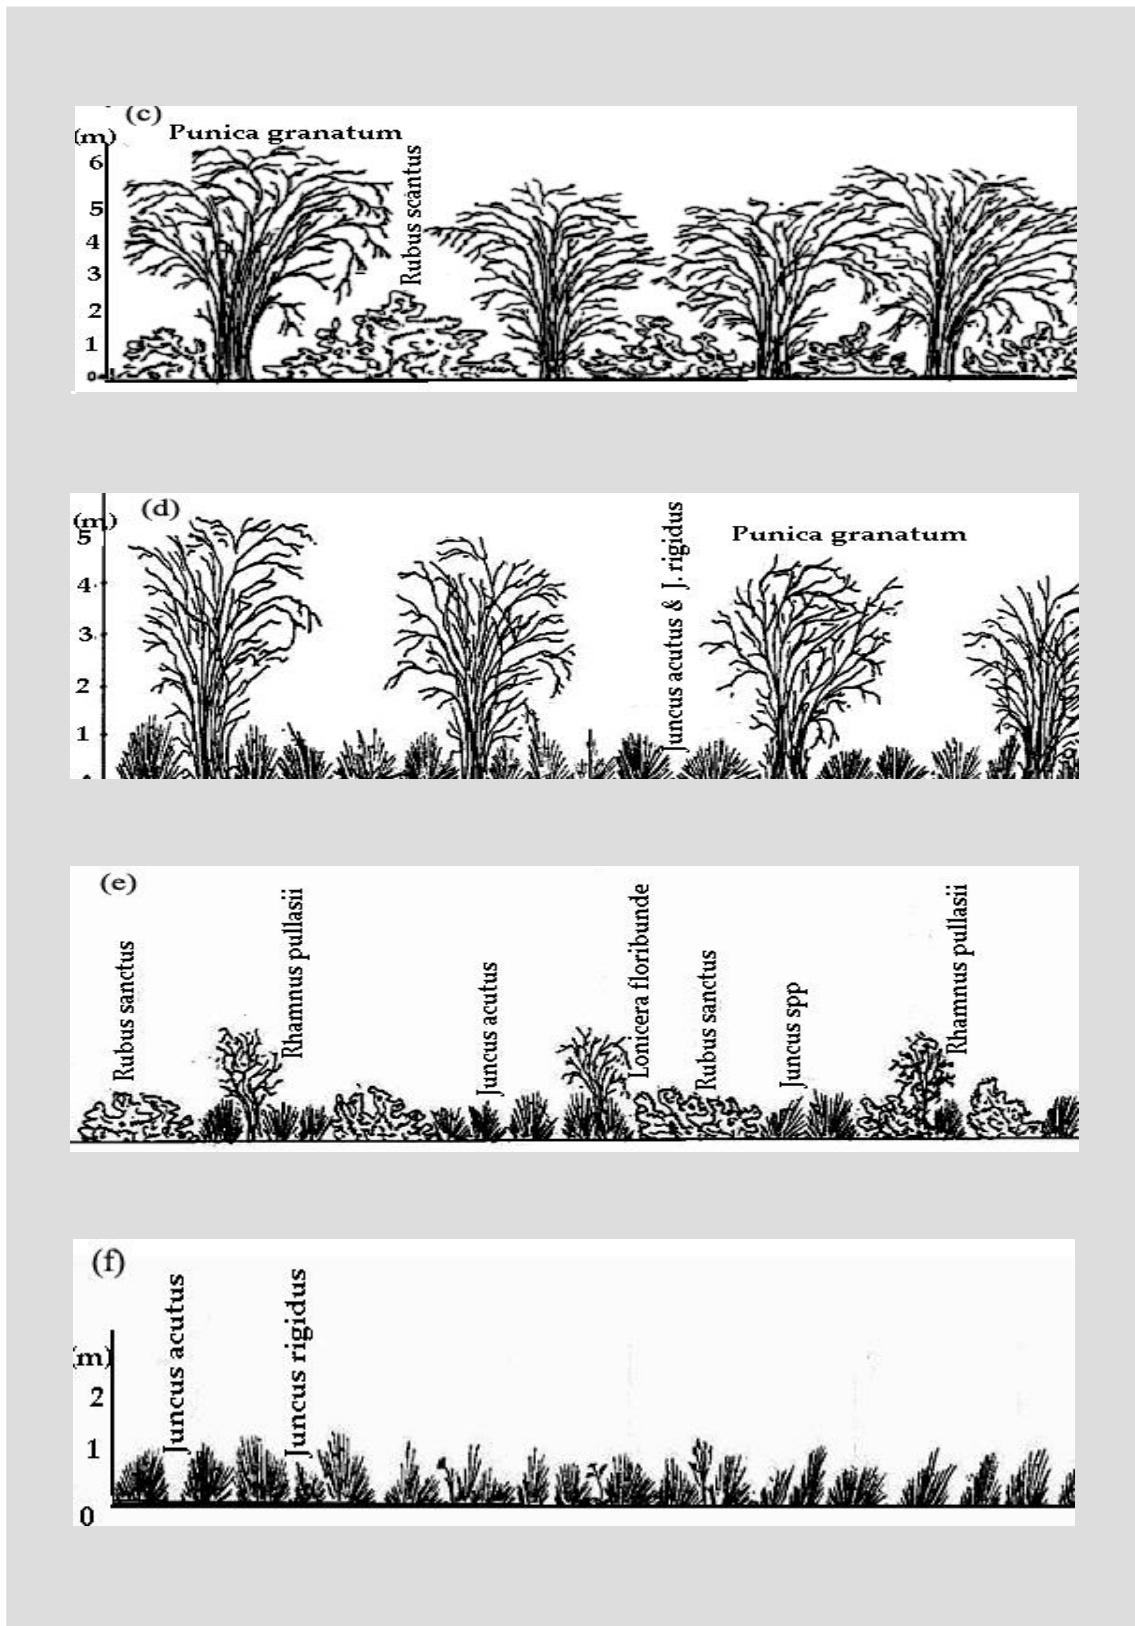 (c)
(m)
Punica granatum
Rubus scantus
6
5
4
3
2
1
0
(d)
(m)
Juncus acutus & J. rigidus
Punica granatum
5
4
3
2
1
(e)
Rubus sanctus
Rhamnus pullasii
Juncus acutus
Lonicera floribunde
Rubus sanctus
Juncus spp
Rhamnus pullasii
(f)
Juncus acutus
Juncus rigidus
(m)
2
1
0